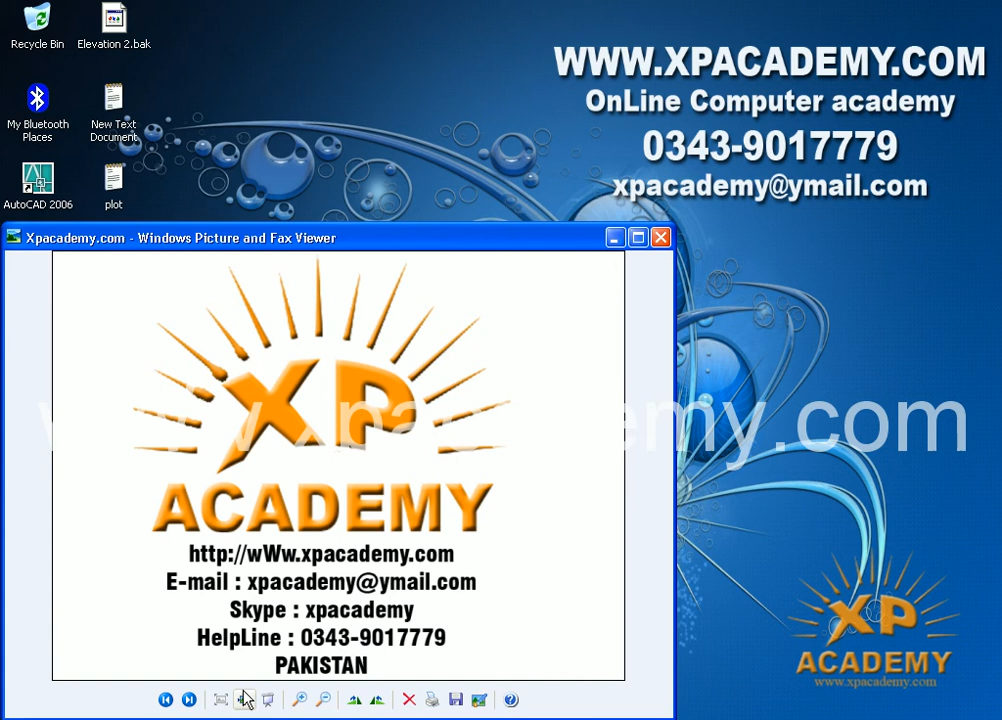 Recycle Bin
Elevation 2.bak
My Bluetooth
Places
New Text
Document
AutoCAD 2006
plot
WWW.XPACADEMY.COM
OnLine Computer academy
0343-9017779
xpacademy@ymail.com
Xpacademy.com - Windows Picture and Fax Viewer
XP
ACADEMY
http://wWw.xpacademy.com
E-mail : xpacademy@ymail.com
Skype : xpacademy
HelpLine : 0343-9017779
PAKISTAN
www.xpacademy.com
XP
ACADEMY
www.xpacademy.com